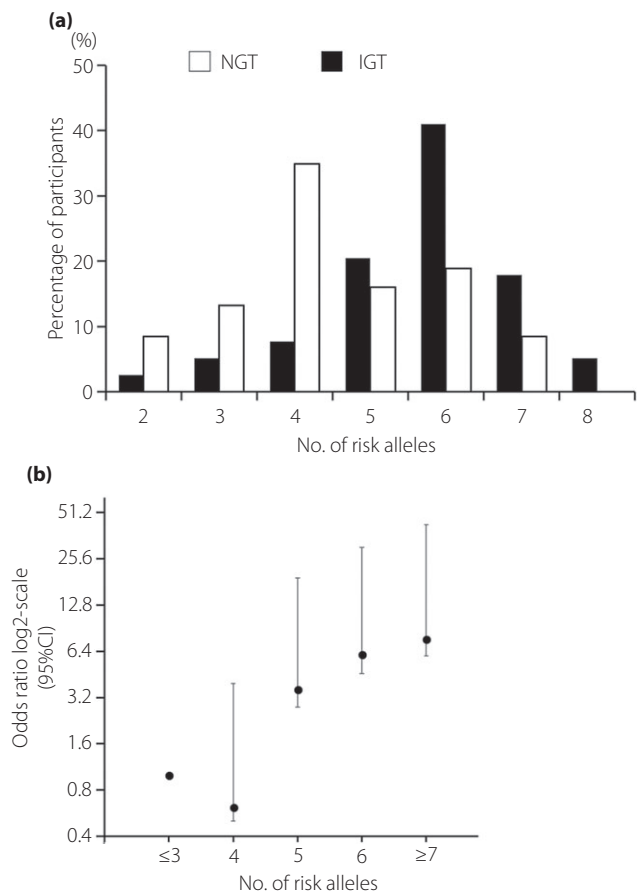 (a)
(%)
NGT IGT
50
40
30
20
10
0
Percentage of participants
2 3 4 5 6 7 8
No. of risk alleles
(b)
51.2
25.6
12.8
6.4
3.2
1.6
0.8
0.4
Odds ratio log2-scale
(95%CI)
≤3 4 5 6 ≥7
No. of risk alleles